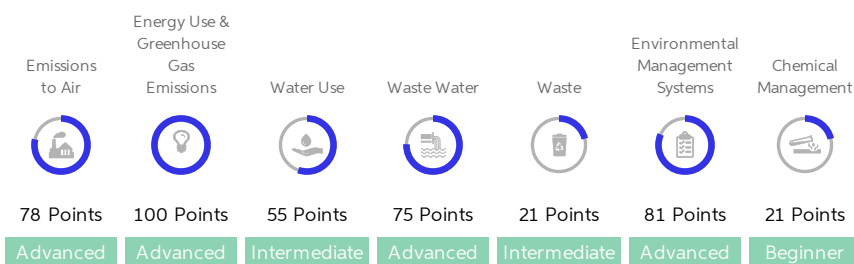 Emissions
to Air
Energy Use &
Greenhouse
Gas
Emissions
Water Use
Waste Water
Waste
Environmental
Management
Systems
Chemical
Management
78 Points
100 Points
55 Points
75 Points
21 Points
81 Points
21 Points
Advanced
Advanced
Intermediate
Advanced
Intermediate
Advanced
Beginner